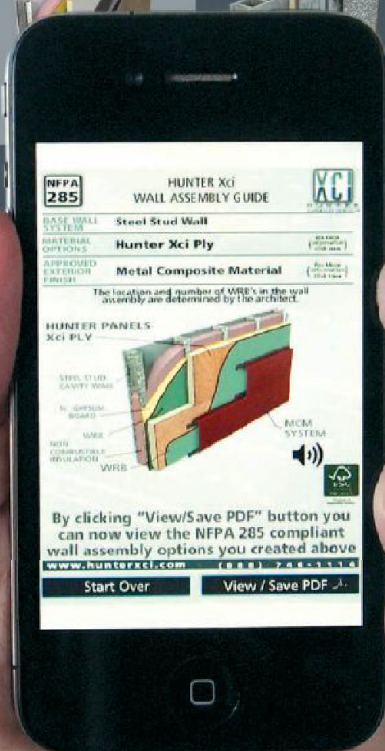 NFPA
285
HUNTER Xci
WALL ASSEMBLY GUIDE
XCI
BASE WALL
SYSTEM
Steel Stud Wall
MATERIAL
OPTIONS
Hunter Xci Ply
APPROVED
EXTERIOR
FINISH
Metal Composite Material
The location and number of WRB's in the wall
assembly are determined by the architect.
HUNTER PANELS
Xci PLY
STEEL STUD
CAVITY WALL
GYPSUM
BOARD
WRB
NON
COMBUSTIBLE
INSULATION
WRB
MCM
SYSTEM
FSC
By clicking "View/Save PDF" button you
can now view the NFPA 285 compliant
wall assembly options you created above
www.hunterxci.com (888) 746-1114
Start Over
View / Save PDF